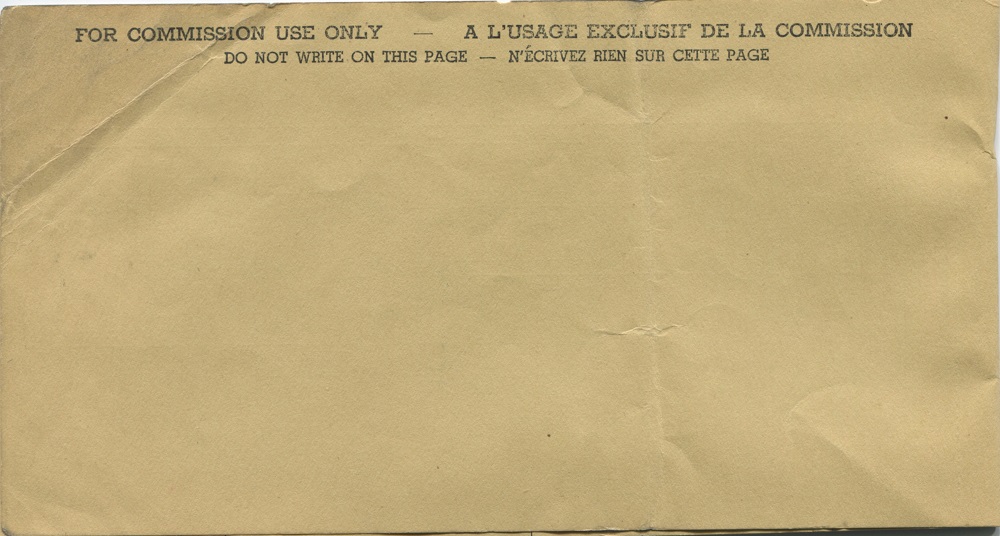 FOR COMMISSION USE ONLY — A L'USAGE EXCLUSIF DE LA COMMISSION
DO NOT WRITE ON THIS PAGE — N'ÉCRIVEZ RIEN SUR CETTE PAGE